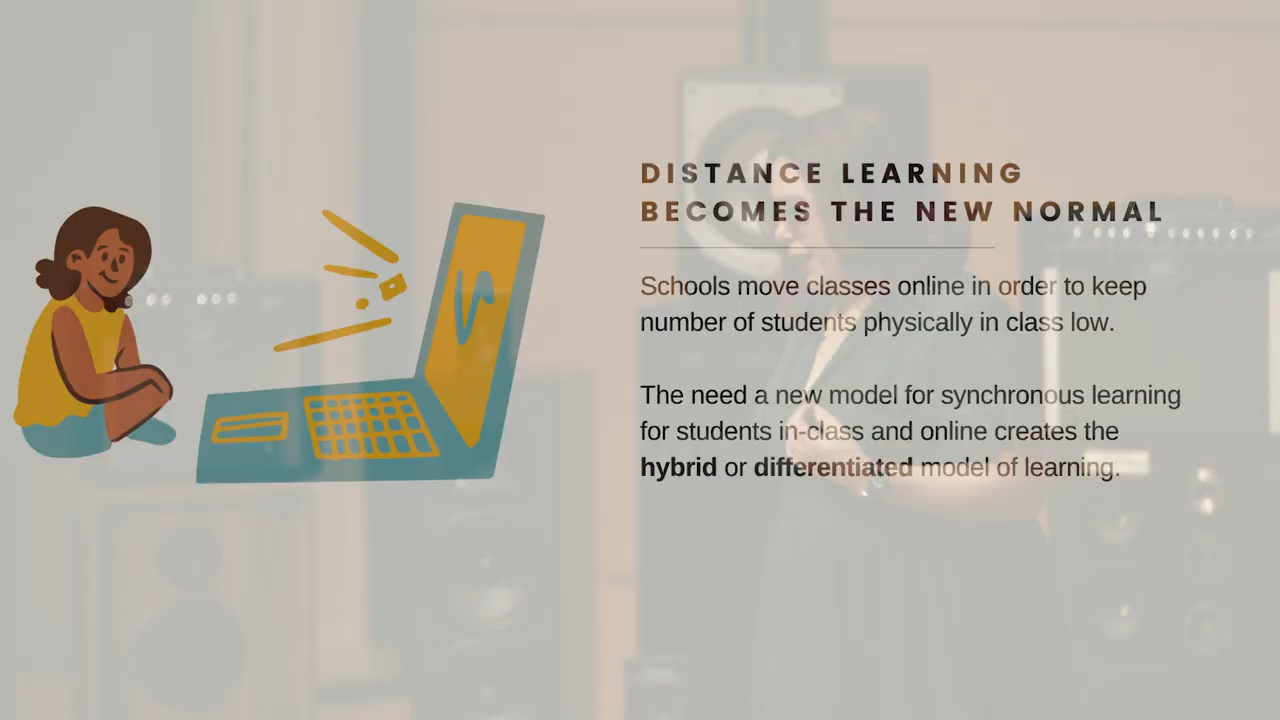 DISTANCE LEARNING
BECOMES THE NEW NORMAL
Schools move classes online in order to keep
number of students physically in class low.
The need a new model for synchronous learning
for students in-class and online creates the
hybrid or differentiated model of learning.